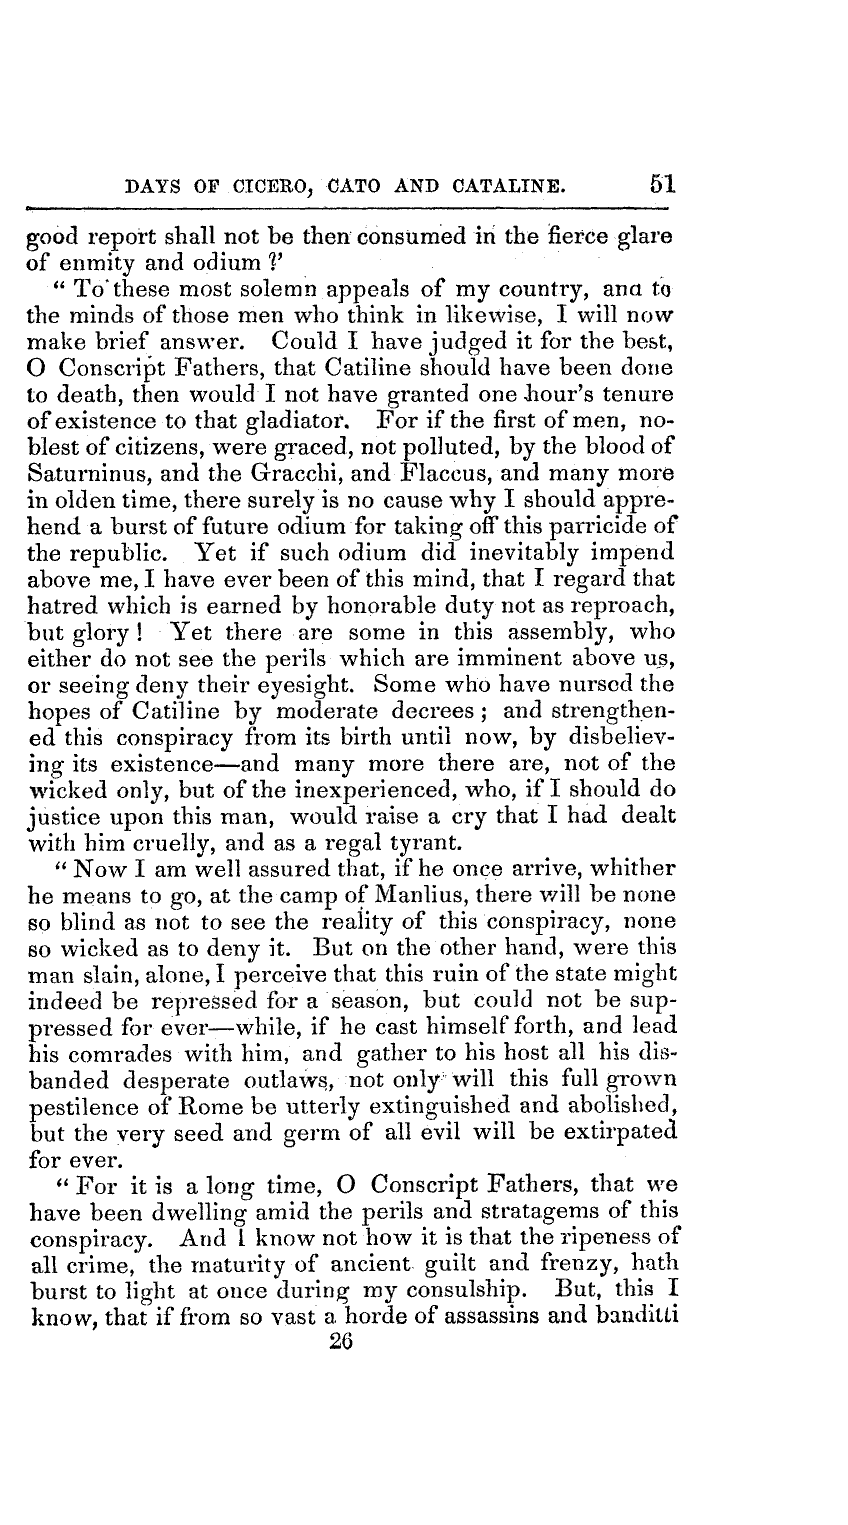 DAYS OF CICERO, CATO AND CATALINE. 51
good report shall not be then consumed in the fierce glare
of enmity and odium ?'
“ To these most solemn appeals of my country, and to
the minds of those men who think in likewise, I will now
make brief answer. Could I have judged it for the best,
O Conscript Fathers, that Catiline should have been done
to death, then would I not have granted one hour's tenure
of existence to that gladiator. For if the first of men, no-
blest of citizens, were graced, not polluted, by the blood of
Saturninus, and the Gracchi, and Flaccus, and many more
in olden time, there surely is no cause why I should appre-
hend a burst of future odium for taking off this parricide of
the republic. Yet if such odium did inevitably impend
above me, I have ever been of this mind, that I regard that
hatred which is earned by honorable duty not as reproach,
but glory ! Yet there are some in this assembly, who
either do not see the perils which are imminent above us,
or seeing deny their eyesight. Some who have nursed the
hopes of Catiline by moderate decrees ; and strengthen-
ed this conspiracy from its birth until now, by disbeliev-
ing its existence—and many more there are, not of the
wicked only, but of the inexperienced, who, if I should do
justice upon this man, would raise a cry that I had dealt
with him cruelly, and as a regal tyrant.
“ Now I am well assured that, if he once arrive, whither
he means to go, at the camp of Manlius, there will be none
so blind as not to see the reality of this conspiracy, none
so wicked as to deny it. But on the other hand, were this
man slain, alone, I perceive that this ruin of the state might
indeed be repressed for a season, but could not be sup-
pressed for ever—while, if he cast himself forth, and lead
his comrades with him, and gather to his host all his dis-
banded desperate outlaws, not only will this full grown
pestilence of Rome be utterly extinguished and abolished,
but the very seed and germ of all evil will be extirpated
for ever.
“ For it is a long time, O Conscript Fathers, that we
have been dwelling amid the perils and stratagems of this
conspiracy. And I know not how it is that the ripeness of
all crime, the maturity of ancient guilt and frenzy, hath
burst to light at once during my consulship. But, this I
know, that if from so vast a horde of assassins and banditti
26